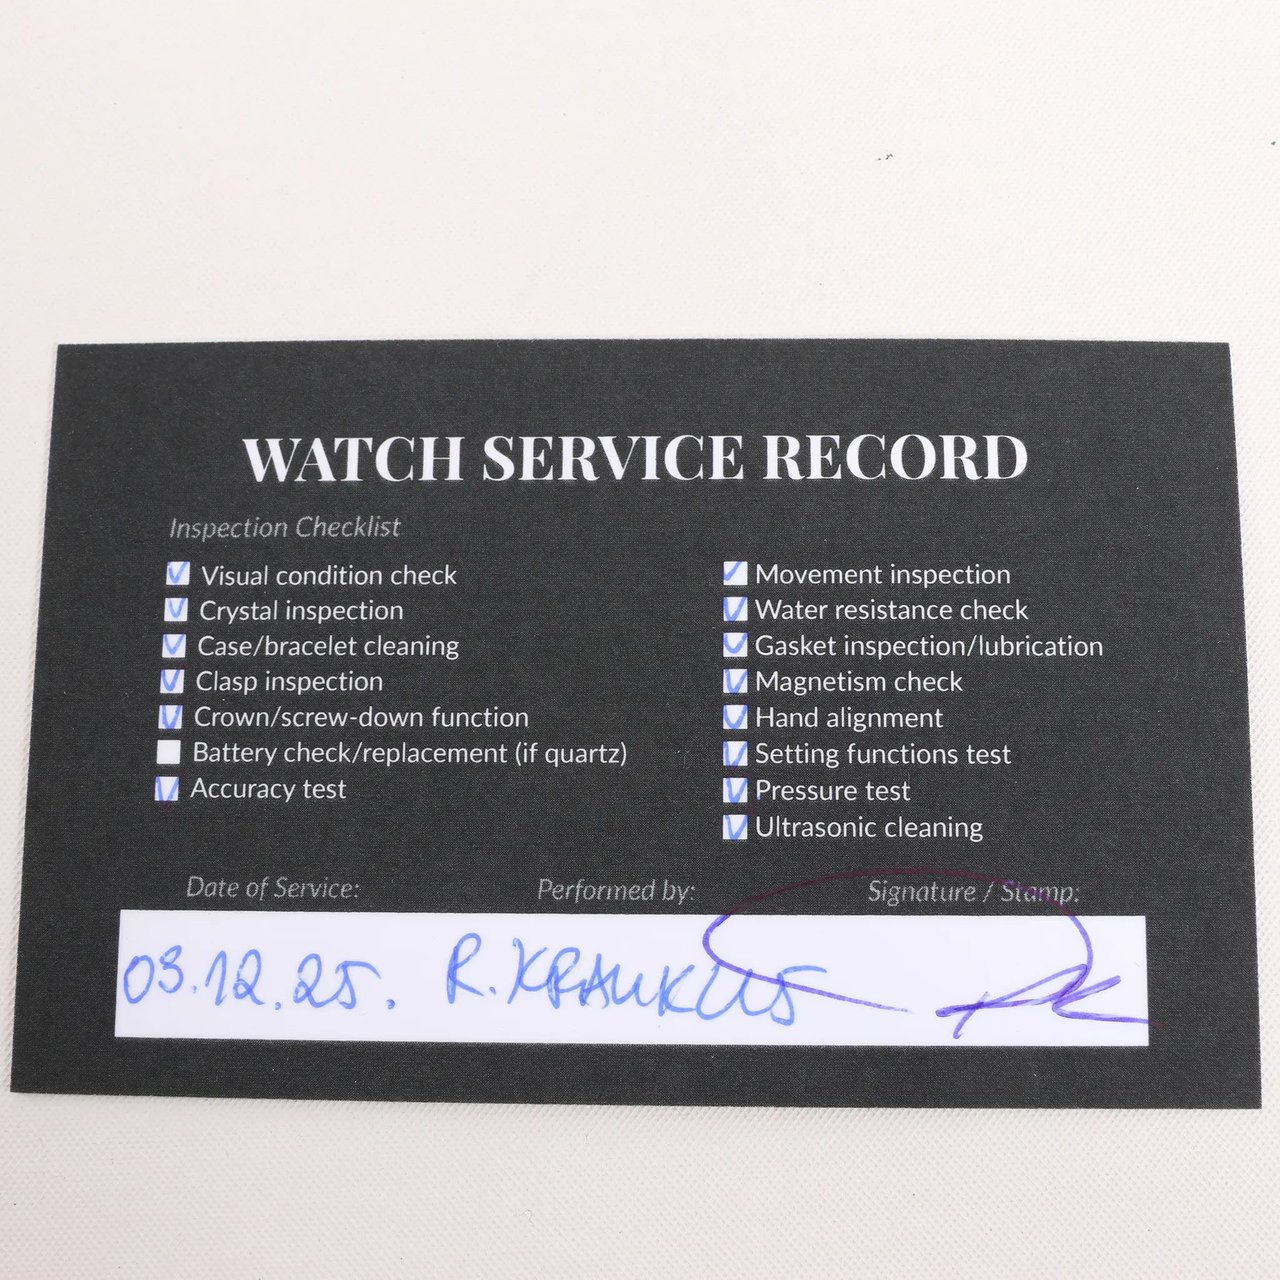 WATCH SERVICE RECORD
Inspection Checklist
Visual condition check
Crystal inspection
Case/bracelet cleaning
Clasp inspection
Crown/screw-down function
Battery check/replacement (if quartz)
Accuracy test
Movement inspection
Water resistance check
Gasket inspection/lubrication
Magnetism check
Hand alignment
Setting functions test
Pressure test
Ultrasonic cleaning
Date of Service: Performed by: Signature / Stamp:
03.12.25. R.